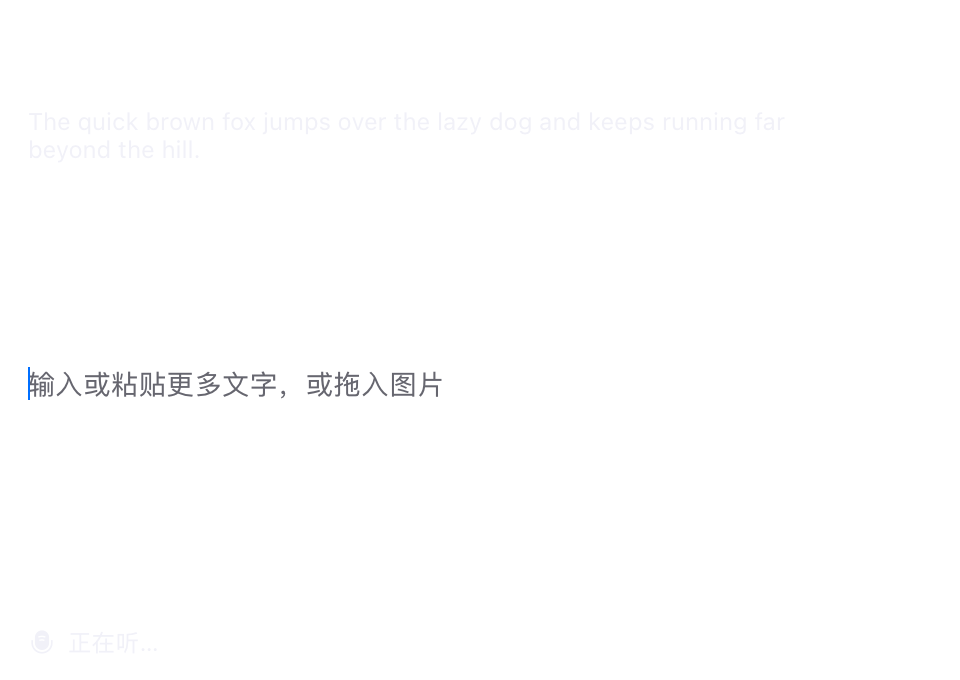 The quick brown fox jumps over the lazy dog and keeps running far
beyond the hill.
输入或粘贴更多文字，或拖入图片
正在听...